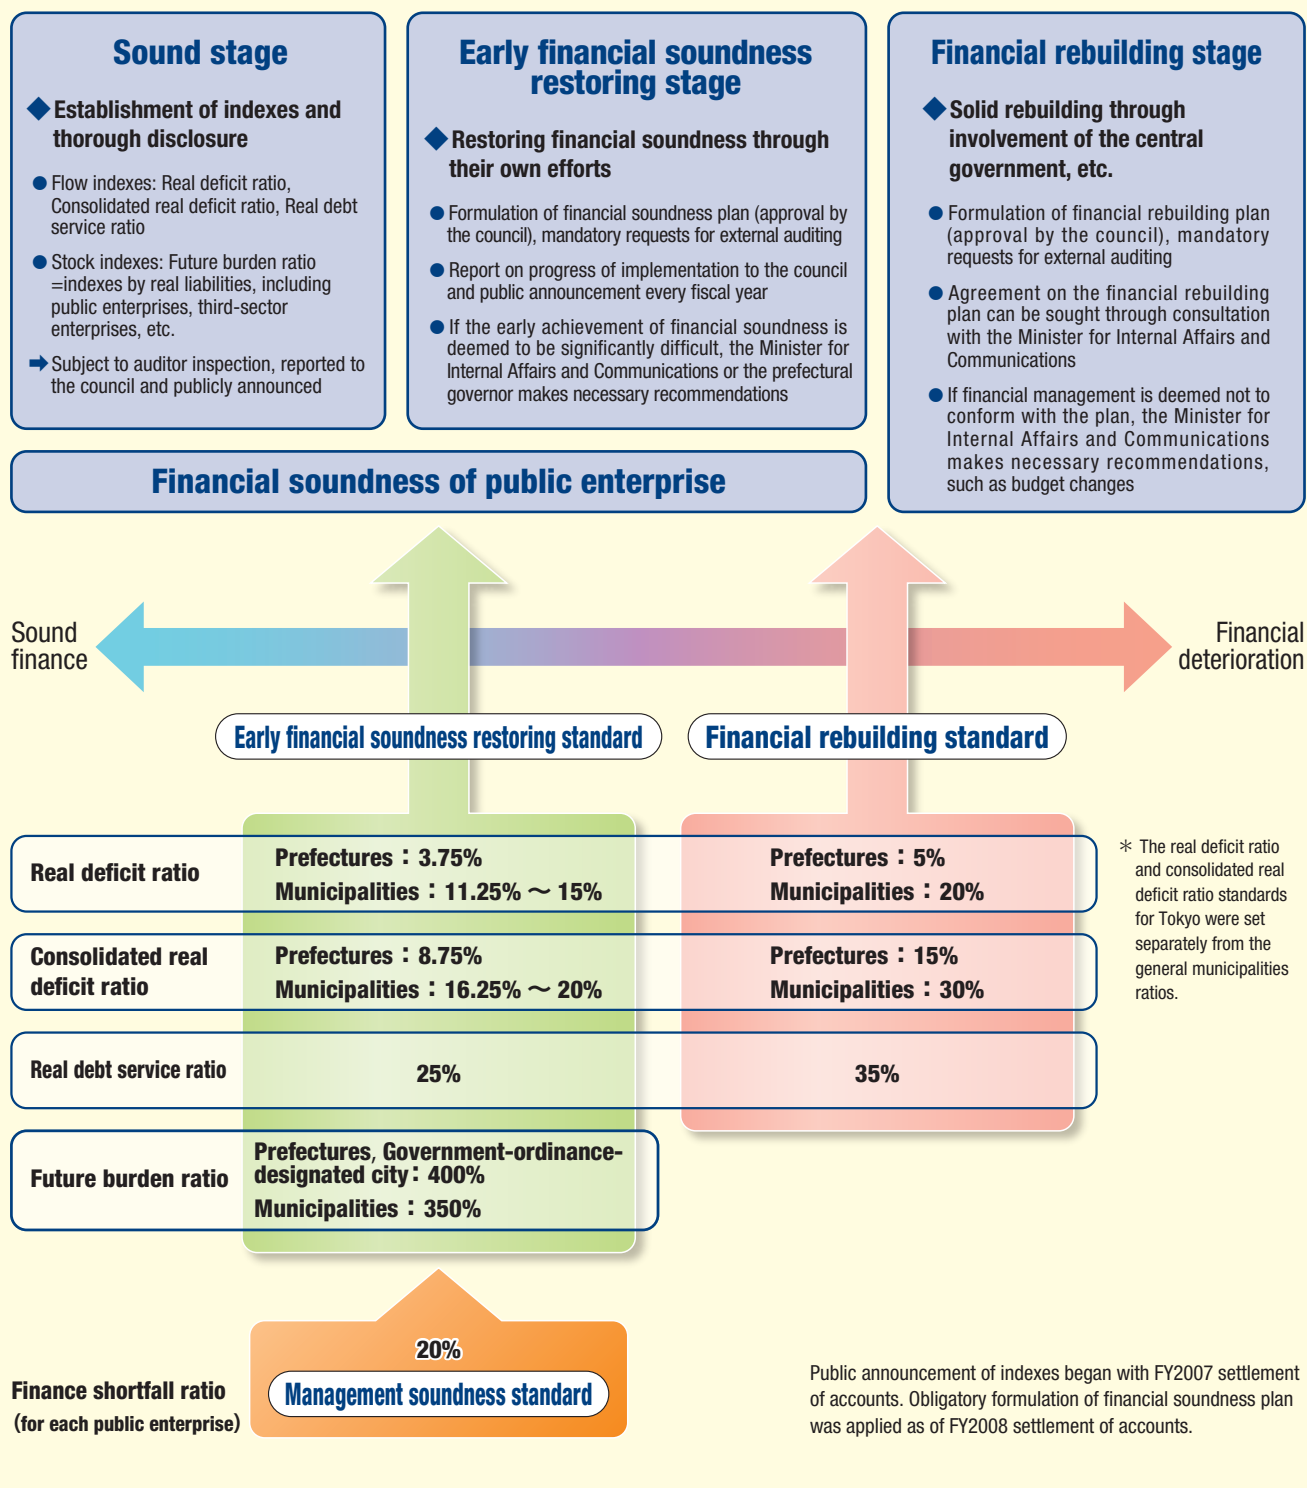 Sound stage
◆Establishment of indexes and
thorough disclosure
●Flow indexes: Real deficit ratio,
Consolidated real deficit ratio, Real debt
service ratio
●Stock indexes: Future burden ratio
=indexes by real liabilities, including
public enterprises, third-sector
enterprises, etc.
➡Subject to auditor inspection, reported to
the council and publicly announced
Early financial soundness
restoring stage
◆Restoring financial soundness through
their own efforts
●Formulation of financial soundness plan (approval by
the council), mandatory requests for external auditing
●Report on progress of implementation to the council
and public announcement every fiscal year
●If the early achievement of financial soundness is
deemed to be significantly difficult, the Minister for
Internal Affairs and Communications or the prefectural
governor makes necessary recommendations
Financial rebuilding stage
◆Solid rebuilding through
involvement of the central
government, etc.
●Formulation of financial rebuilding plan
(approval by the council), mandatory
requests for external auditing
●Agreement on the financial rebuilding
plan can be sought through consultation
with the Minister for Internal Affairs and
Communications
●If financial management is deemed not to
conform with the plan, the Minister for
Internal Affairs and Communications
makes necessary recommendations,
such as budget changes
Financial soundness of public enterprise
Sound
finance
Financial
deterioration
Early financial soundness restoring standard
Financial rebuilding standard
Real deficit ratio
Prefectures：3.75%
Municipalities：11.25% ～ 15%
Prefectures：5%
Municipalities：20%
Consolidated real
deficit ratio
Prefectures：8.75%
Municipalities：16.25% ～ 20%
Prefectures：15%
Municipalities：30%
Real debt service ratio
25%
35%
Future burden ratio
Prefectures, Government-ordinance-
designated city：400%
Municipalities：350%
＊ The real deficit ratio
and consolidated real
deficit ratio standards
for Tokyo were set
separately from the
general municipalities
ratios.
20%
Management soundness standard
Finance shortfall ratio
(for each public enterprise)
Public announcement of indexes began with FY2007 settlement
of accounts. Obligatory formulation of financial soundness plan
was applied as of FY2008 settlement of accounts.